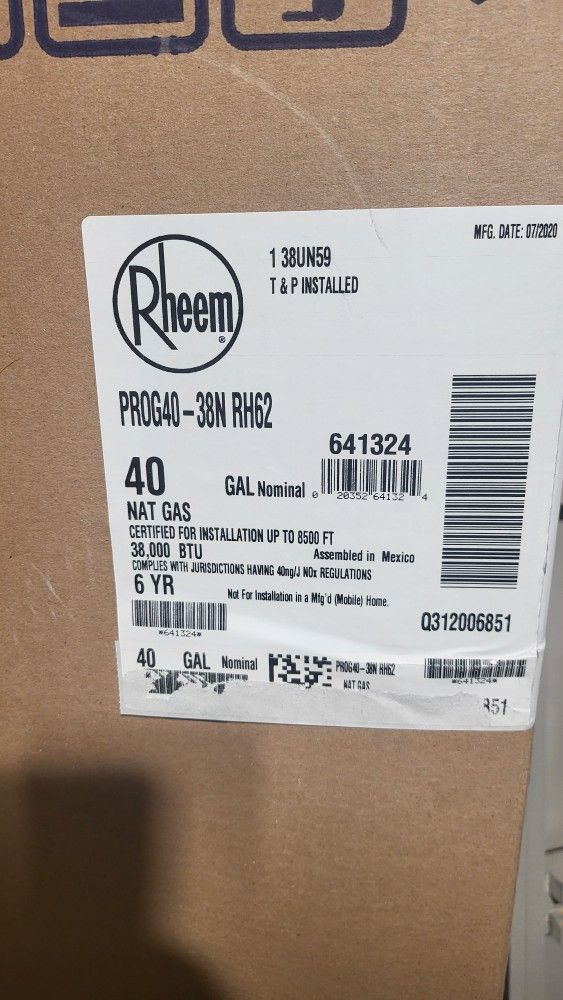 MFG. DATE: 07/2020
1 38UN59
T & P INSTALLED
Rheem®
PROG40-38N RH62
641324
40 GAL Nominal
0 20352 64132 4
NAT GAS
CERTIFIED FOR INSTALLATION UP TO 8500 FT
38,000 BTU
Assembled in Mexico
COMPLIES WITH JURISDICTIONS HAVING 40ng/J NOx REGULATIONS
6 YR
Not For Installation in a Mfg'd (Mobile) Home.
*641324*
Q312006851
40 GAL Nominal
PROG40-38N RH62
NAT GAS
*641324*
851